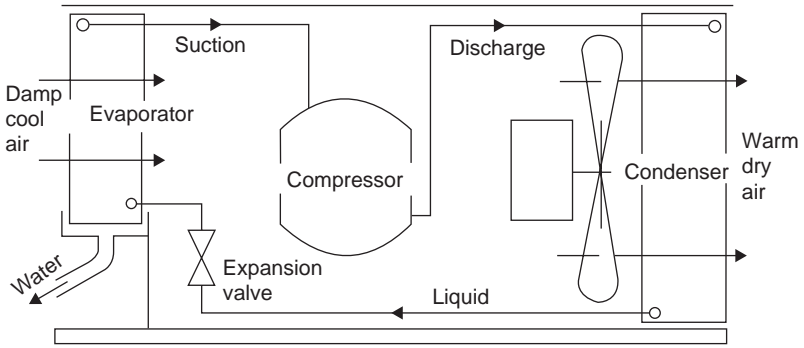 Suction
Discharge
Damp
cool
air
Evaporator
Compressor
Condenser
Warm
dry
air
Water
Expansion
valve
Liquid